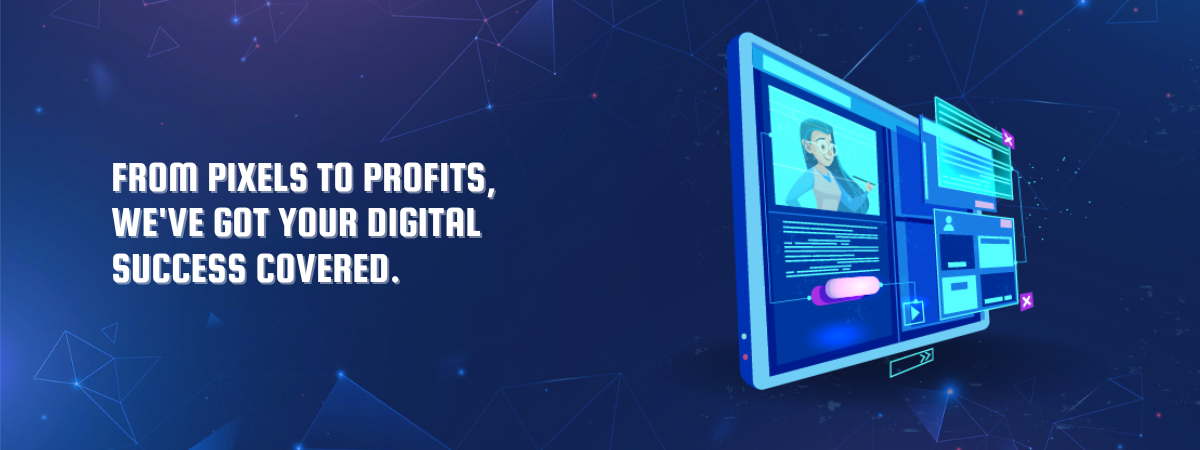 FROM PIXELS TO PROFITS,
WE'VE GOT YOUR DIGITAL
SUCCESS COVERED.